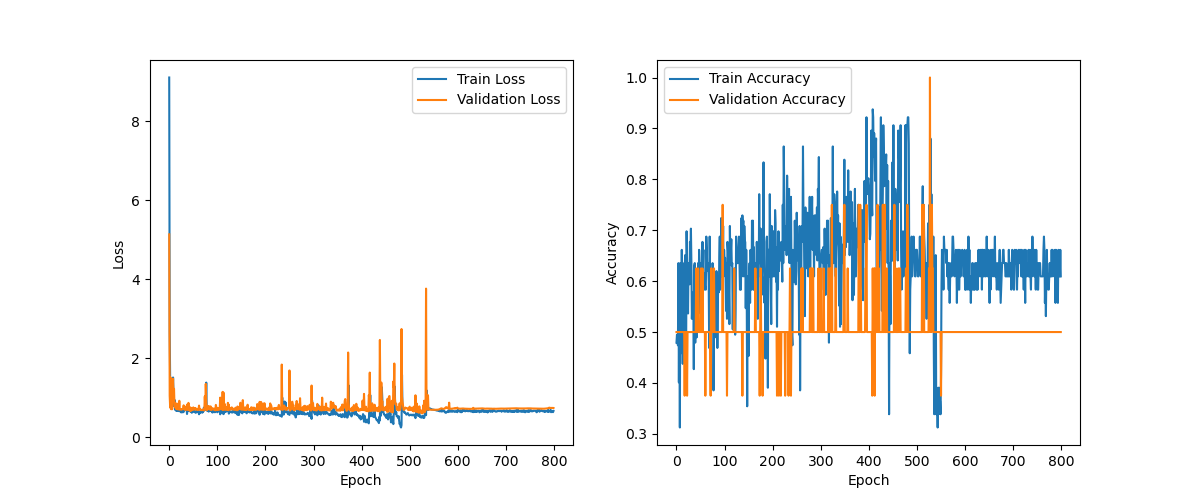 Train Loss
Validation Loss
8
6
4
2
0
Loss
0 100 200 300 400 500 600 700 800
Epoch
Train Accuracy
Validation Accuracy
1.0
0.9
0.8
0.7
0.6
0.5
0.4
0.3
Accuracy
0 100 200 300 400 500 600 700 800
Epoch